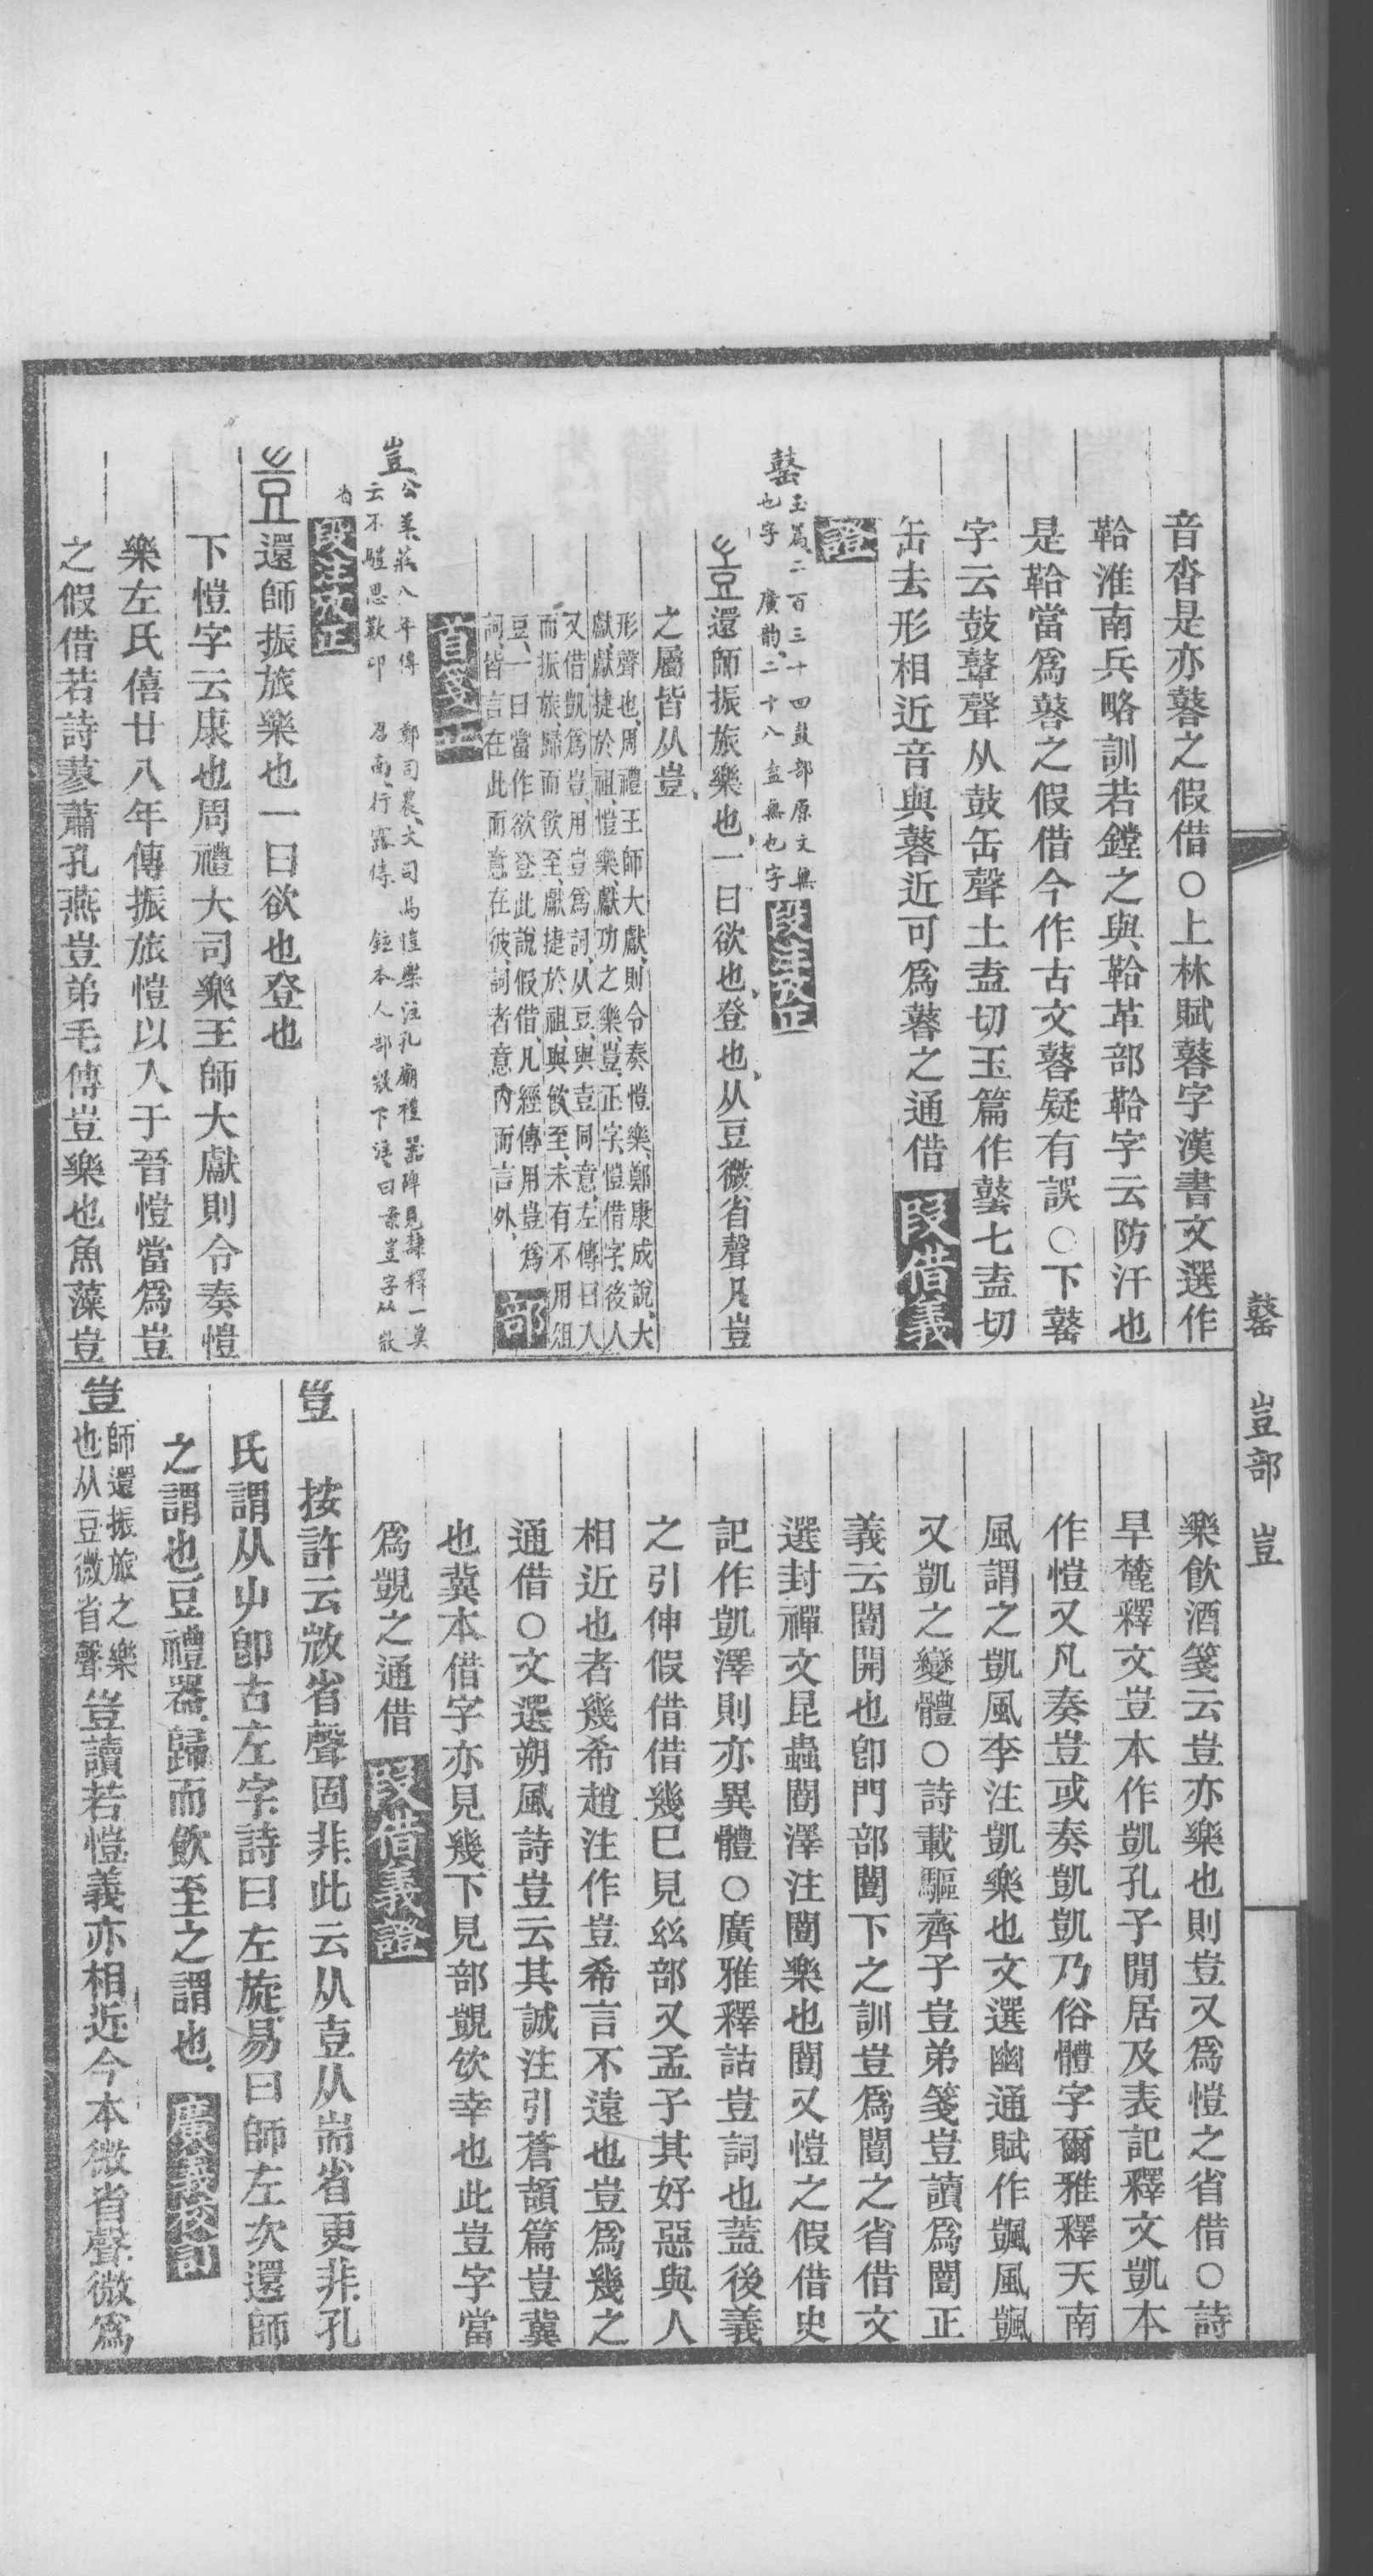 音沓是亦鼛之假借○上林賦鼛字漢書文選作
鞈淮南兵略訓若鏜之與鞈革部鞈字云防汗也
是鞈當爲鼛之假借今作古文鼛疑有誤○下鼞
字云鼓鼙聲从鼓缶聲土盍切玉篇作鼞七盍切
缶去形相近音與鼛近可爲鼛之通借 段借義
證
玉篇二百三十四鼓部原文無
也字 廣韵二十八盍無也字 段注攷正
豈 還師振旅樂也一曰欲也登也从豆微省聲凡豈
之屬皆从豈
形聲也周禮王師大獻則令奏愷樂鄭康成說大
獻獻捷於祖愷樂獻功之樂豈正字愷借字後人
又借凱爲豈用豈爲詞从豆與壴同意左傳曰入
而振旅歸而飲至獻捷於祖與飲至未有不用俎
豆一曰當作欲登此說假借凡經傳用豈爲
詞皆言在此而意在彼詞者意內而言外 部
首箋正
豈
公羊莊八年傳 鄭司農大司馬愷樂注孔廟禮器碑見隸釋一奠
云不騩思歎卬 召南行露傳 鉉本人部𢼸下注曰豈字从𢼸
省 段注攷正
豈 還師振旅樂也一曰欲也登也
下愷字云康也周禮大司樂王師大獻則令奏愷
樂左氏僖廿八年傳振旅愷以入于晉愷當爲豈
之假借若詩蓼蕭孔燕豈弟毛傳豈樂也魚藻豈
樂飲酒箋云豈亦樂也則豈又爲愷之省借○詩
旱麓釋文豈本作凱孔子閒居及表記釋文凱本
作愷又凡奏豈或奏凱凱乃俗體字爾雅釋天南
風謂之凱風李注凱樂也文選幽通賦作颽風颽
又凱之變體○詩載驅齊子豈弟箋豈讀爲闓正
義云闓開也卽門部闓下之訓豈爲闓之省借文
選封禪文昆蟲闓澤注闓樂也闓又愷之假借史
記作凱澤則亦異體○廣雅釋詁豈詞也蓋後義
之引伸假借借幾巳見玆部又孟子其好惡與人
相近也者幾希趙注作豈希言不遠也豈爲幾之
通借○文選朔風詩豈云其誠注引蒼頡篇豈冀
也冀本借字亦見幾下見部覬㰟幸也此豈字當
爲覬之通借 段借義證
豈 按許云𢼸省聲固非此云从壴从耑省更非孔
氏謂从屮卽古左字詩曰左旋易曰師左次還師
之謂也豆禮器歸而飲至之謂也 廣義校訂
豈
師還振旅之樂
也从豆微省聲
豈讀若愷義亦相近今本微省聲微爲
鼞 豈部 豈